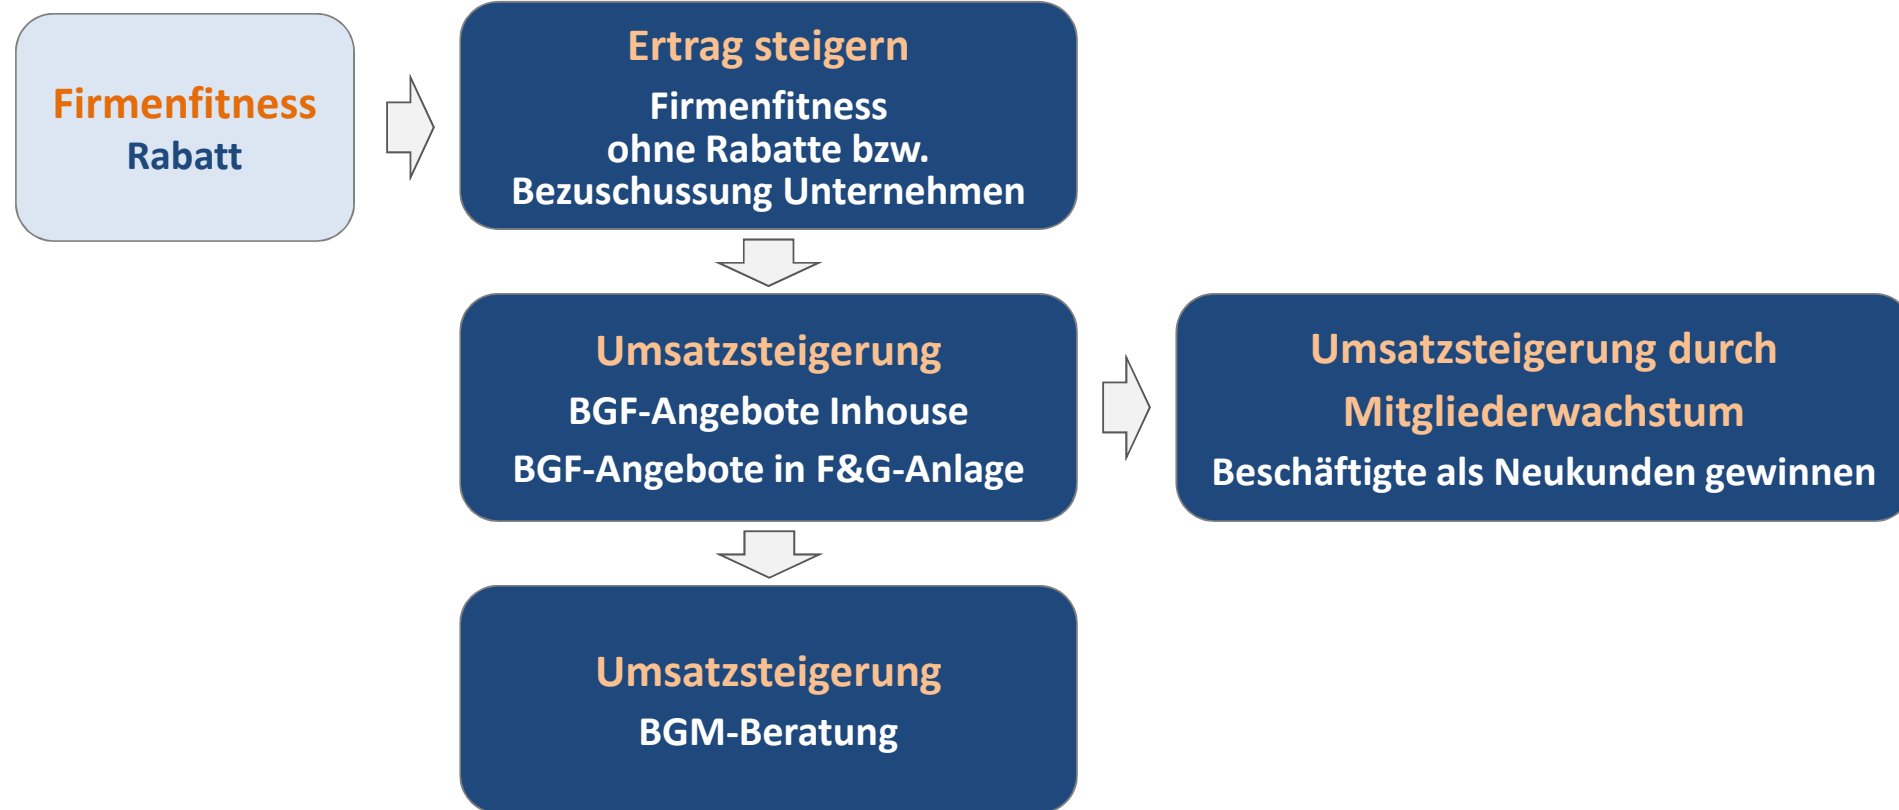 Firmenfitness
Rabatt
Ertrag steigern
Firmenfitness
ohne Rabatte bzw.
Bezuschussung Unternehmen
Umsatzsteigerung
BGF-Angebote Inhouse
BGF-Angebote in F&G-Anlage
Umsatzsteigerung durch
Mitgliederwachstum
Beschäftigte als Neukunden gewinnen
Umsatzsteigerung
BGM-Beratung